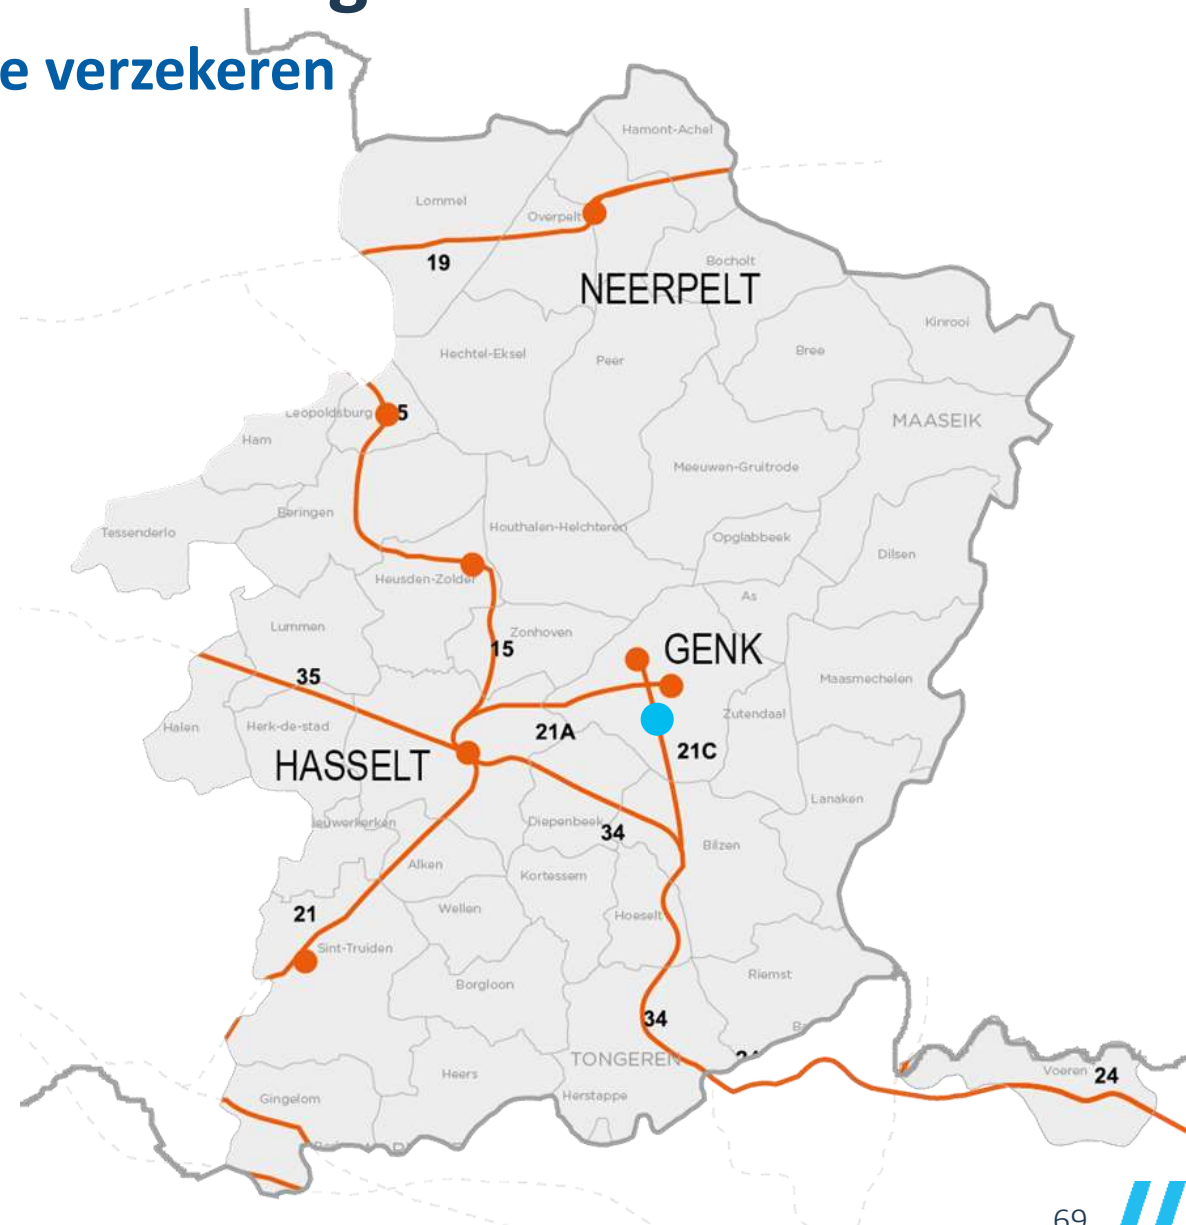 e verzekeren
Hamont-Achel
Lommel
Overpelt
19
Bocholt
NEERPELT
Kinrooi
Hechtel-Eksel
Peer
Bree
Leopoldsburg
5
MAASEIK
Ham
Meeuwen-Gruitrode
Beringen
Tessenderlo
Houthalen-Helchteren
Opglabbeek
Dilsen
Heusden-Zolder
As
Lummen
Zonhoven
15
GENK
35
Maasmechelen
Halen
Herk-de-stad
Zutendaal
21A
21C
HASSELT
Lanaken
Diepenbeek
34
Bilzen
Alken
Kortessem
Wellen
21
Hoeselt
Sint-Truiden
Riemst
Borgloon
34
TONGEREN
Heers
Voeren
24
Gingelom
Herstappe
69